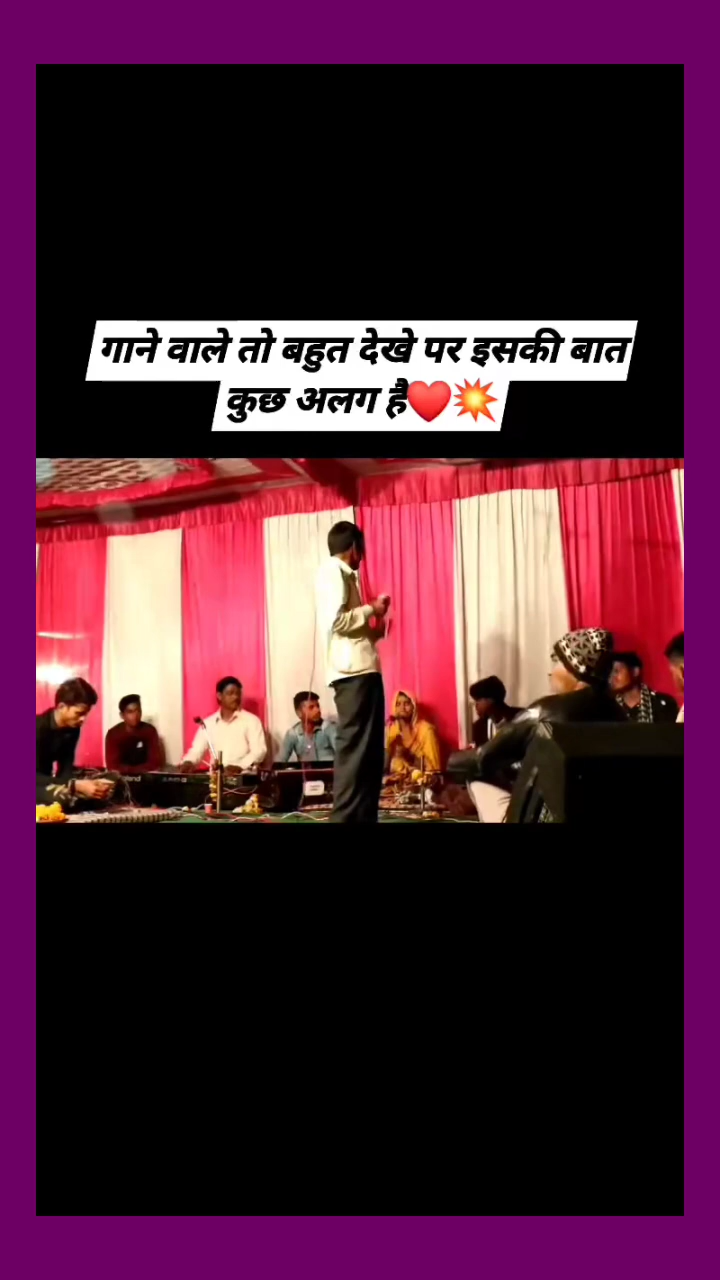 गाने वाले तो बहुत देखे पर इसकी बात
कुछ अलग है❤️💥